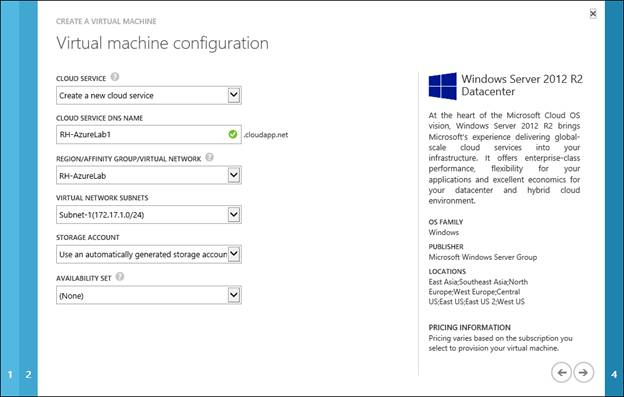 CREATE A VIRTUAL MACHINE
Virtual machine configuration
CLOUD SERVICE ?
Create a new cloud service
CLOUD SERVICE DNS NAME
RH-AzureLab1 .cloudapp.net
REGION/AFFINITY GROUP/VIRTUAL NETWORK ?
RH-AzureLab
VIRTUAL NETWORK SUBNETS
Subnet-1(172.17.1.0/24)
STORAGE ACCOUNT
Use an automatically generated storage accoun
AVAILABILITY SET ?
(None)
Windows Server 2012 R2
Datacenter
At the heart of the Microsoft Cloud OS
vision, Windows Server 2012 R2 brings
Microsoft's experience delivering global-
scale cloud services into your
infrastructure. It offers enterprise-class
performance, flexibility for your
applications and excellent economics for
your datacenter and hybrid cloud
environment.
OS FAMILY
Windows
PUBLISHER
Microsoft Windows Server Group
LOCATIONS
East Asia;Southeast Asia;North
Europe;West Europe;Central
US;East US;East US 2;West US
PRICING INFORMATION
Pricing varies based on the subscription you
select to provision your virtual machine.
1 2 4